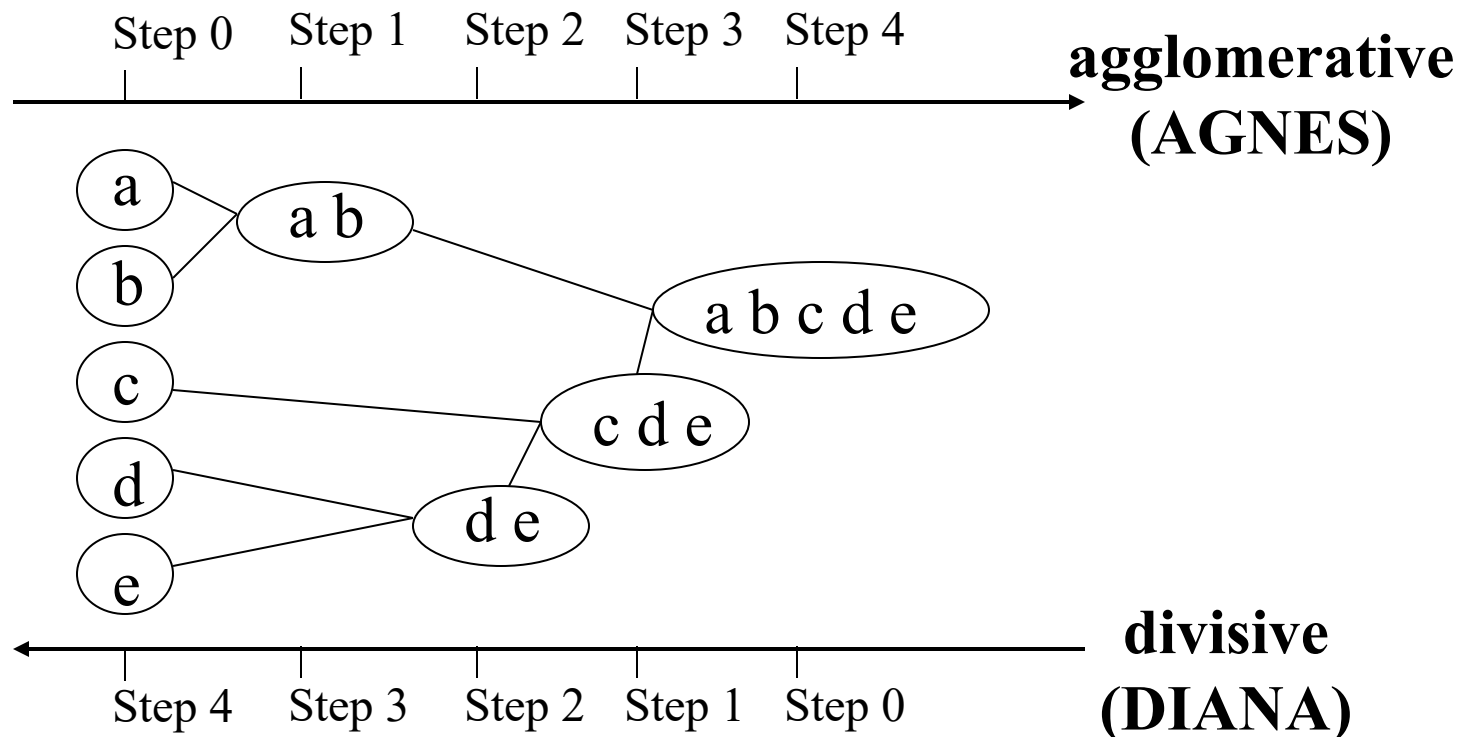 Step 0 Step 1 Step 2 Step 3 Step 4
agglomerative
(AGNES)
a
a b
b
a b c d e
c
c d e
d
d e
e
divisive
(DIANA)
Step 4 Step 3 Step 2 Step 1 Step 0